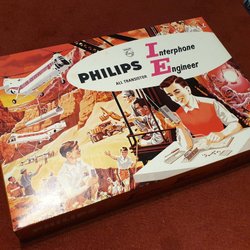 Interphone
PHILIPS
Engineer
ALL TRANSISTOR
I E